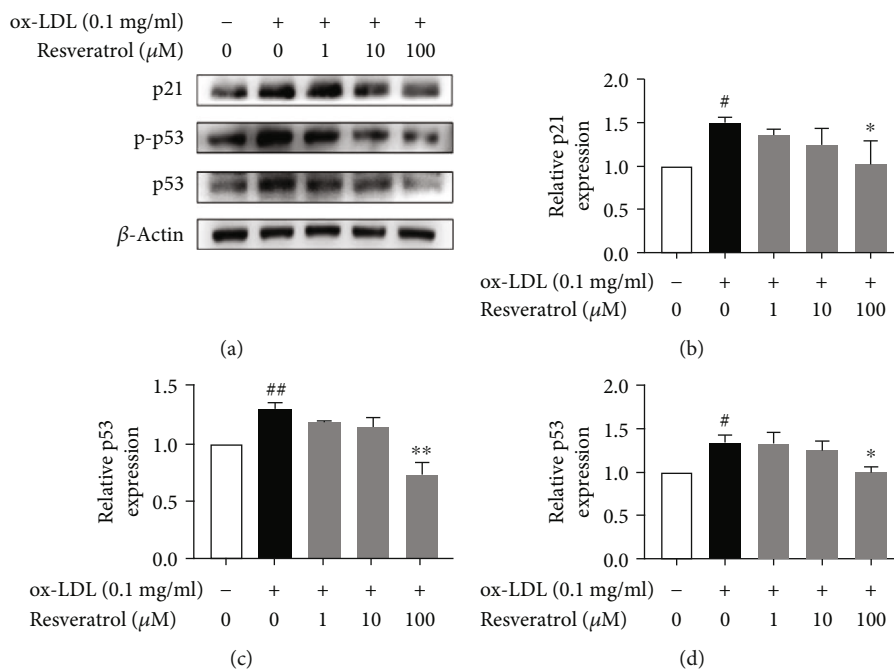 ox-LDL (0.1 mg/ml) − + + + +
Resveratrol (μM) 0 0 1 10 100
p21
p-p53
p53
β-Actin
(a)
Relative p21
expression
2.0
1.5
1.0
0.5
0.0
#
*
ox-LDL (0.1 mg/ml) − + + + +
Resveratrol (μM) 0 0 1 10 100
(b)
Relative p53
expression
1.5
1.0
0.5
0.0
##
**
ox-LDL (0.1 mg/ml) − + + + +
Resveratrol (μM) 0 0 1 10 100
(c)
Relative p53
expression
2.0
1.5
1.0
0.5
0.0
#
*
ox-LDL (0.1 mg/ml) − + + + +
Resveratrol (μM) 0 0 1 10 100
(d)